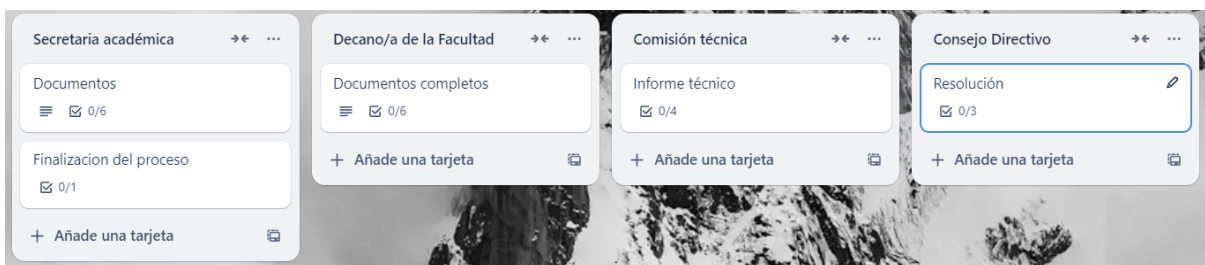 Secretaria académica
Documentos
0/6
Finalizacion del proceso
0/1
Añade una tarjeta
Decano/a de la Facultad
Documentos completos
0/6
Añade una tarjeta
Comisión técnica
Informe técnico
0/4
Añade una tarjeta
Consejo Directivo
Resolución
0/3
Añade una tarjeta